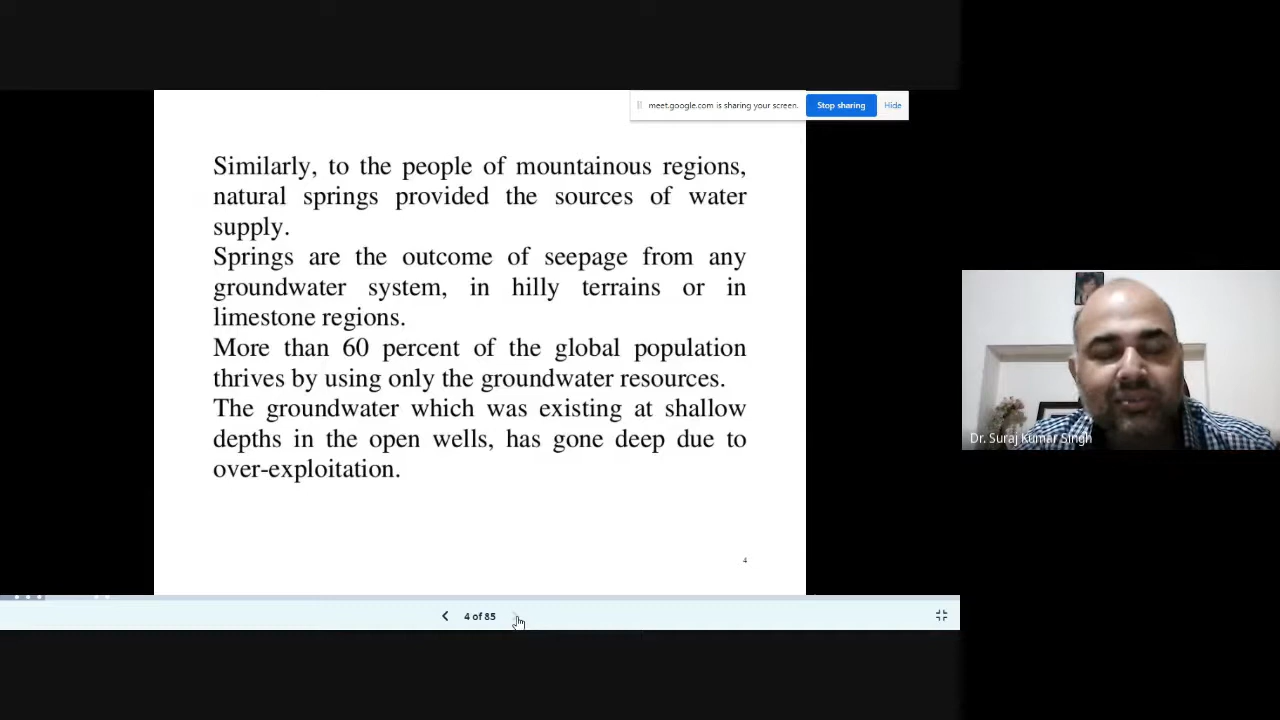 meet.google.com is sharing your screen.
Stop sharing
Hide
Similarly, to the people of mountainous regions,
natural springs provided the sources of water
supply.
Springs are the outcome of seepage from any
groundwater system, in hilly terrains or in
limestone regions.
More than 60 percent of the global population
thrives by using only the groundwater resources.
The groundwater which was existing at shallow
depths in the open wells, has gone deep due to
over-exploitation.
4
4 of 85
Dr. Suraj Kumar Singh